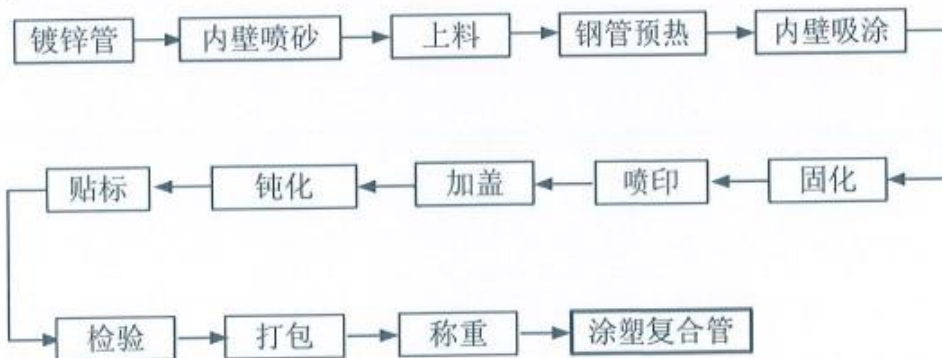 镀锌管 内壁喷砂 上料 钢管预热 内壁吸涂
贴标 钝化 加盖 喷印 固化
检验 打包 称重 涂塑复合管